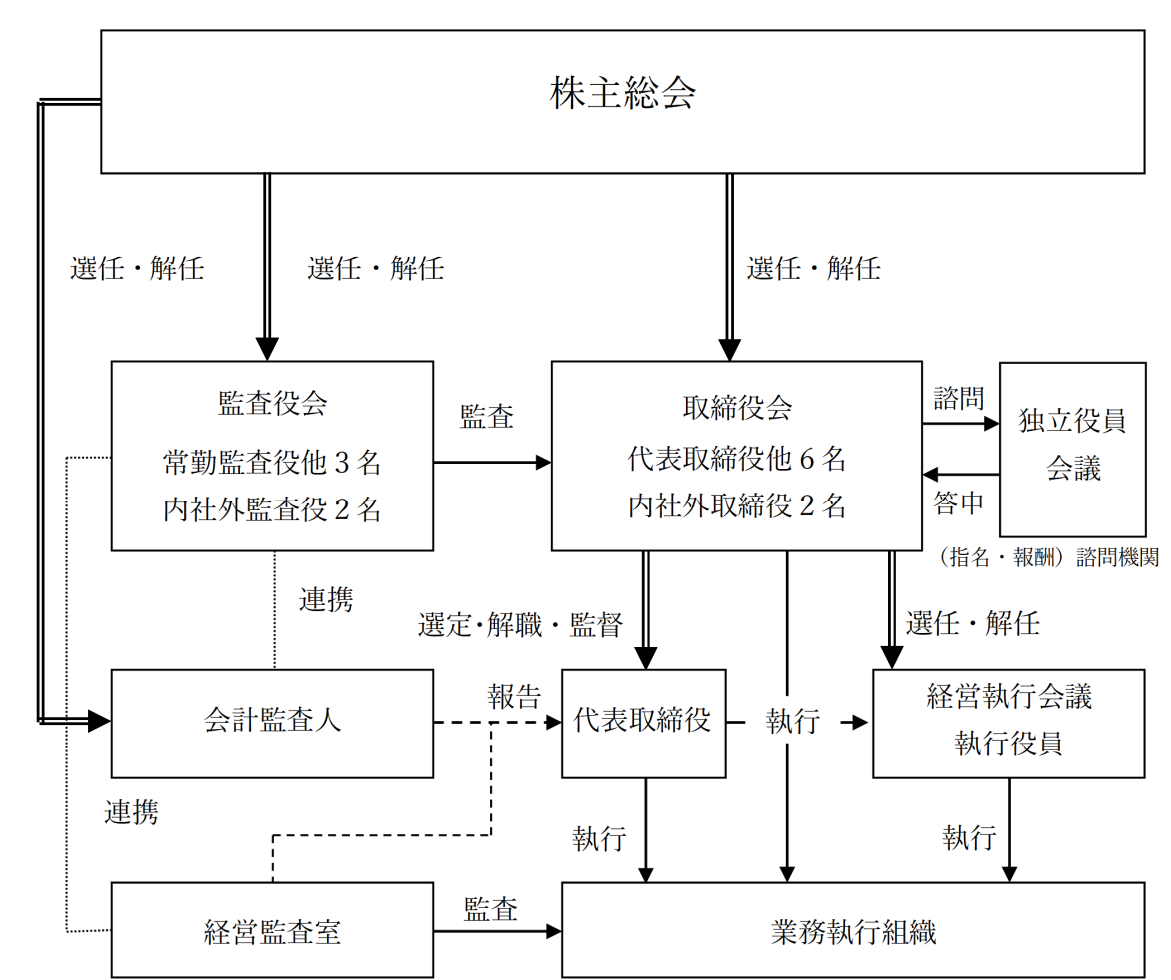 株主総会
選任・解任
選任・解任
選任・解任
監査役会
常勤監査役他３名
内社外監査役２名
監査
取締役会
代表取締役他６名
内社外取締役２名
諮問
答申
独立役員
会議
（指名・報酬）諮問機関
連携
選定・解職・監督
選任・解任
会計監査人
報告
代表取締役
執行
経営執行会議
執行役員
連携
執行
執行
経営監査室
監査
業務執行組織